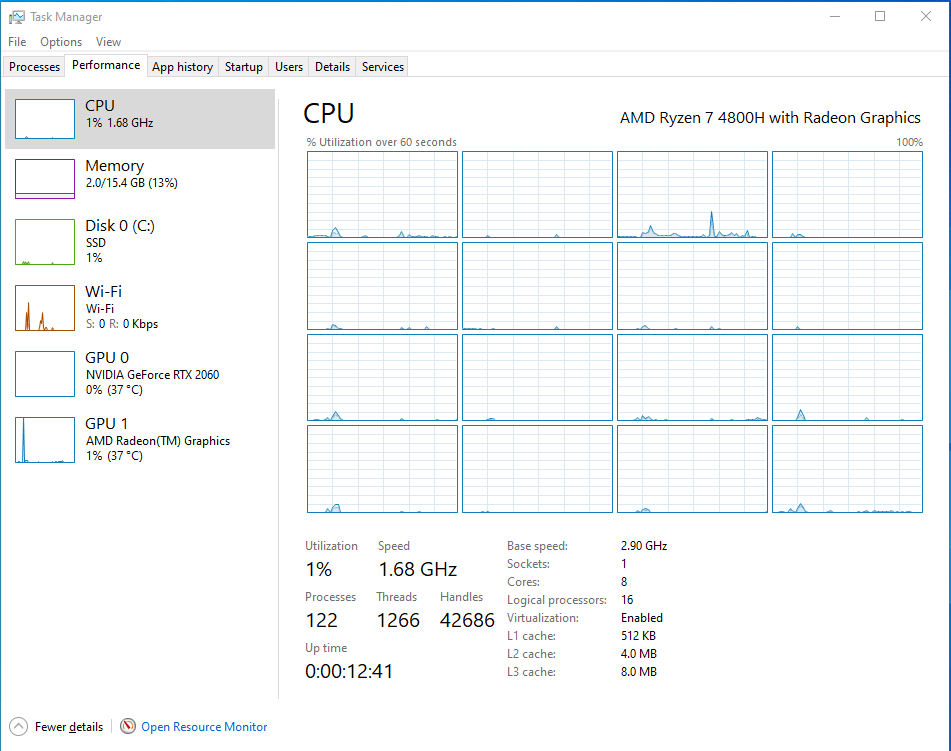 Task Manager
File Options View
Processes Performance App history Startup Users Details Services
CPU
1% 1.68 GHz
Memory
2.0/15.4 GB (13%)
Disk 0 (C:)
SSD
1%
Wi-Fi
Wi-Fi
S: 0 R: 0 Kbps
GPU 0
NVIDIA GeForce RTX 2060
0% (37 °C)
GPU 1
AMD Radeon(TM) Graphics
1% (37 °C)
CPU AMD Ryzen 7 4800H with Radeon Graphics
% Utilization over 60 seconds 100%
Utilization Speed
1% 1.68 GHz
Processes Threads Handles
122 1266 42686
Up time
0:00:12:41
Base speed: 2.90 GHz
Sockets: 1
Cores: 8
Logical processors: 16
Virtualization: Enabled
L1 cache: 512 KB
L2 cache: 4.0 MB
L3 cache: 8.0 MB
Fewer details Open Resource Monitor